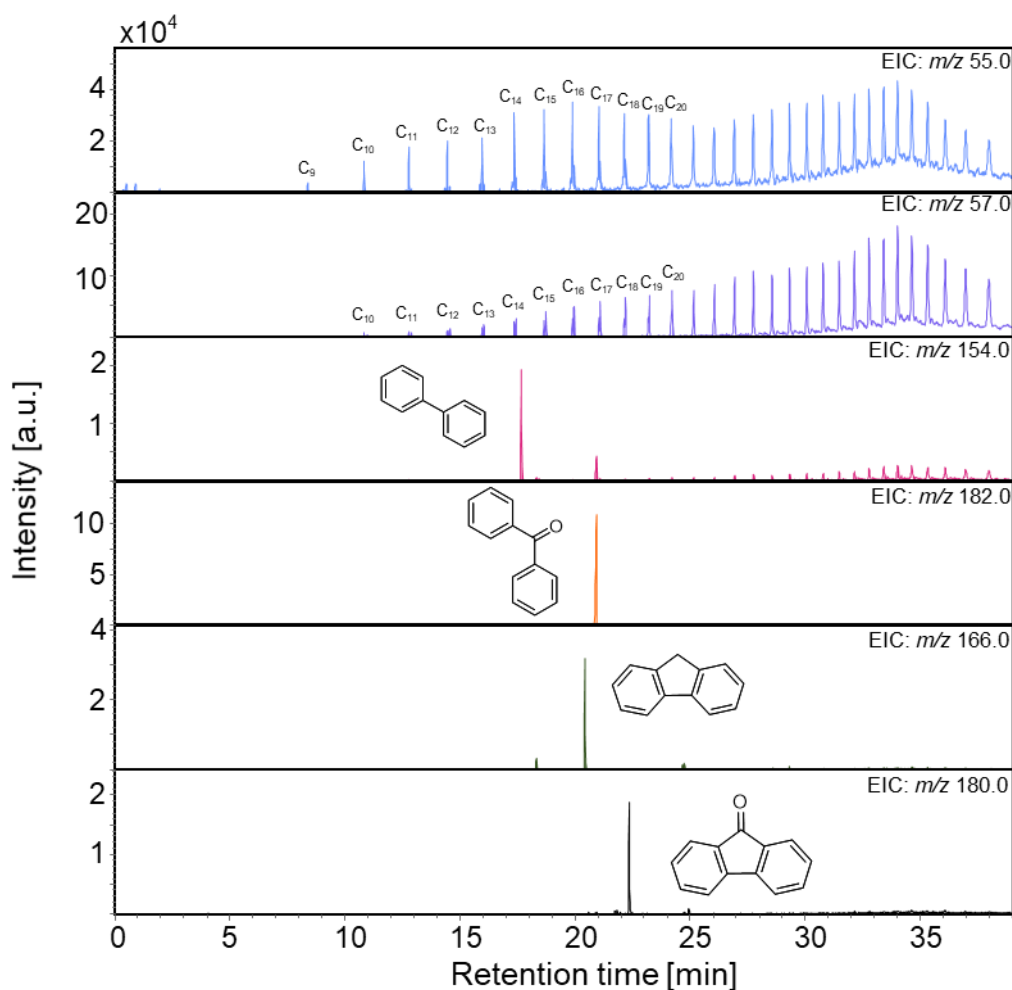 x10⁴
EIC: m/z 55.0
4
2
C₉
C₁₀
C₁₁
C₁₂
C₁₃
C₁₄
C₁₅
C₁₆
C₁₇
C₁₈
C₁₉
C₂₀
EIC: m/z 57.0
20
10
C₁₀
C₁₁
C₁₂
C₁₃
C₁₄
C₁₅
C₁₆
C₁₇
C₁₈
C₁₉
C₂₀
EIC: m/z 154.0
2
1
EIC: m/z 182.0
10
5
O
EIC: m/z 166.0
4
2
EIC: m/z 180.0
2
1
O
Intensity [a.u.]
0 5 10 15 20 25 30 35
Retention time [min]